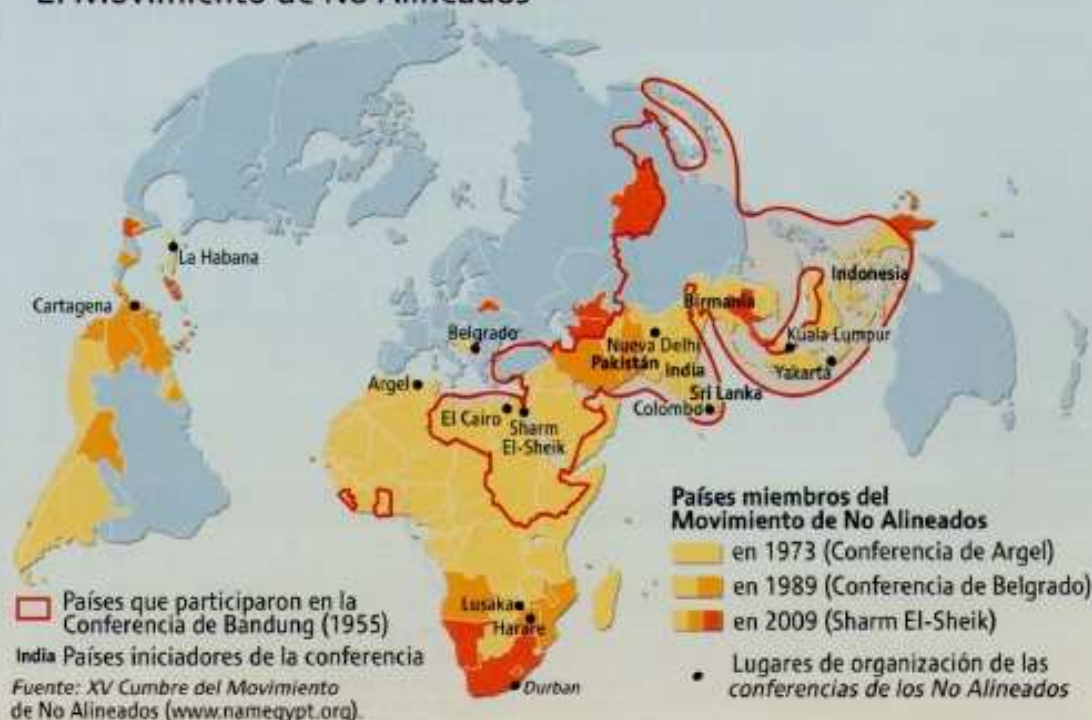 El Movimiento de No Alineados
La Habana
Cartagena
Belgrado
Argel
El Cairo
Sharm
El-Sheik
Nueva Delhi
Pakistán
India
Birmania
Indonesia
Kuala-Lumpur
Yakarta
Sri Lanka
Colombo
Lusaka
Harare
Durban
Países que participaron en la
Conferencia de Bandung (1955)
India Países iniciadores de la conferencia
Fuente: XV Cumbre del Movimiento
de No Alineados (www.namegypt.org).
Países miembros del
Movimiento de No Alineados
en 1973 (Conferencia de Argel)
en 1989 (Conferencia de Belgrado)
en 2009 (Sharm El-Sheik)
Lugares de organización de las
conferencias de los No Alineados